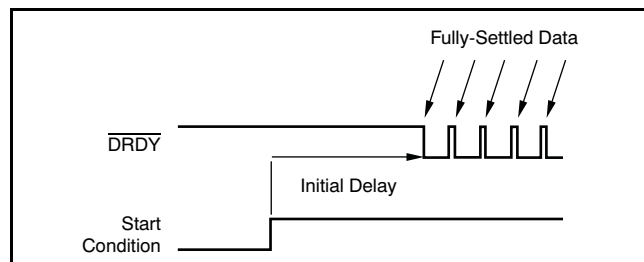 Fully-Settled Data
DRDY
Initial Delay
Start
Condition